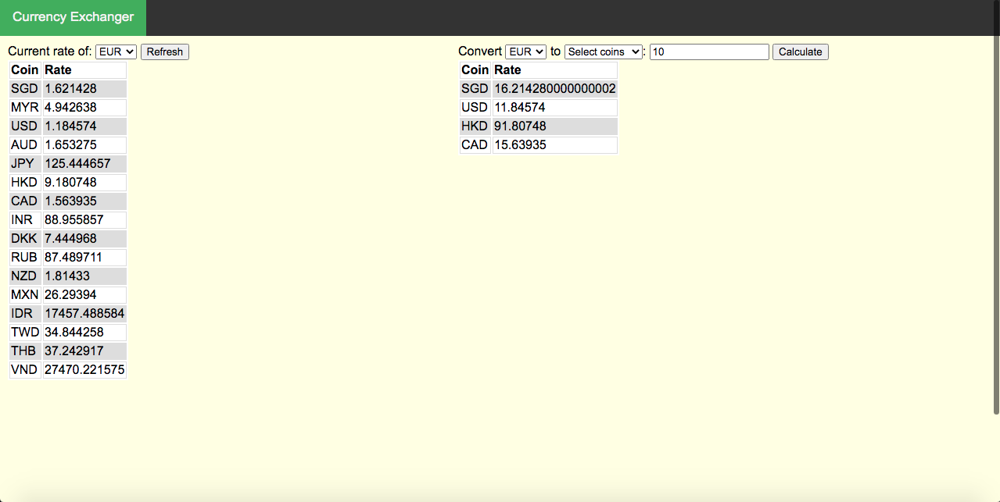 Currency Exchanger
Current rate of: EUR Refresh
Coin Rate
SGD 1.621428
MYR 4.942638
USD 1.184574
AUD 1.653275
JPY 125.444657
HKD 9.180748
CAD 1.563935
INR 88.955857
DKK 7.444968
RUB 87.489711
NZD 1.81433
MXN 26.29394
IDR 17457.488584
TWD 34.844258
THB 37.242917
VND 27470.221575
Convert EUR to Select coins : 10 Calculate
Coin Rate
SGD 16.214280000000002
USD 11.84574
HKD 91.80748
CAD 15.63935